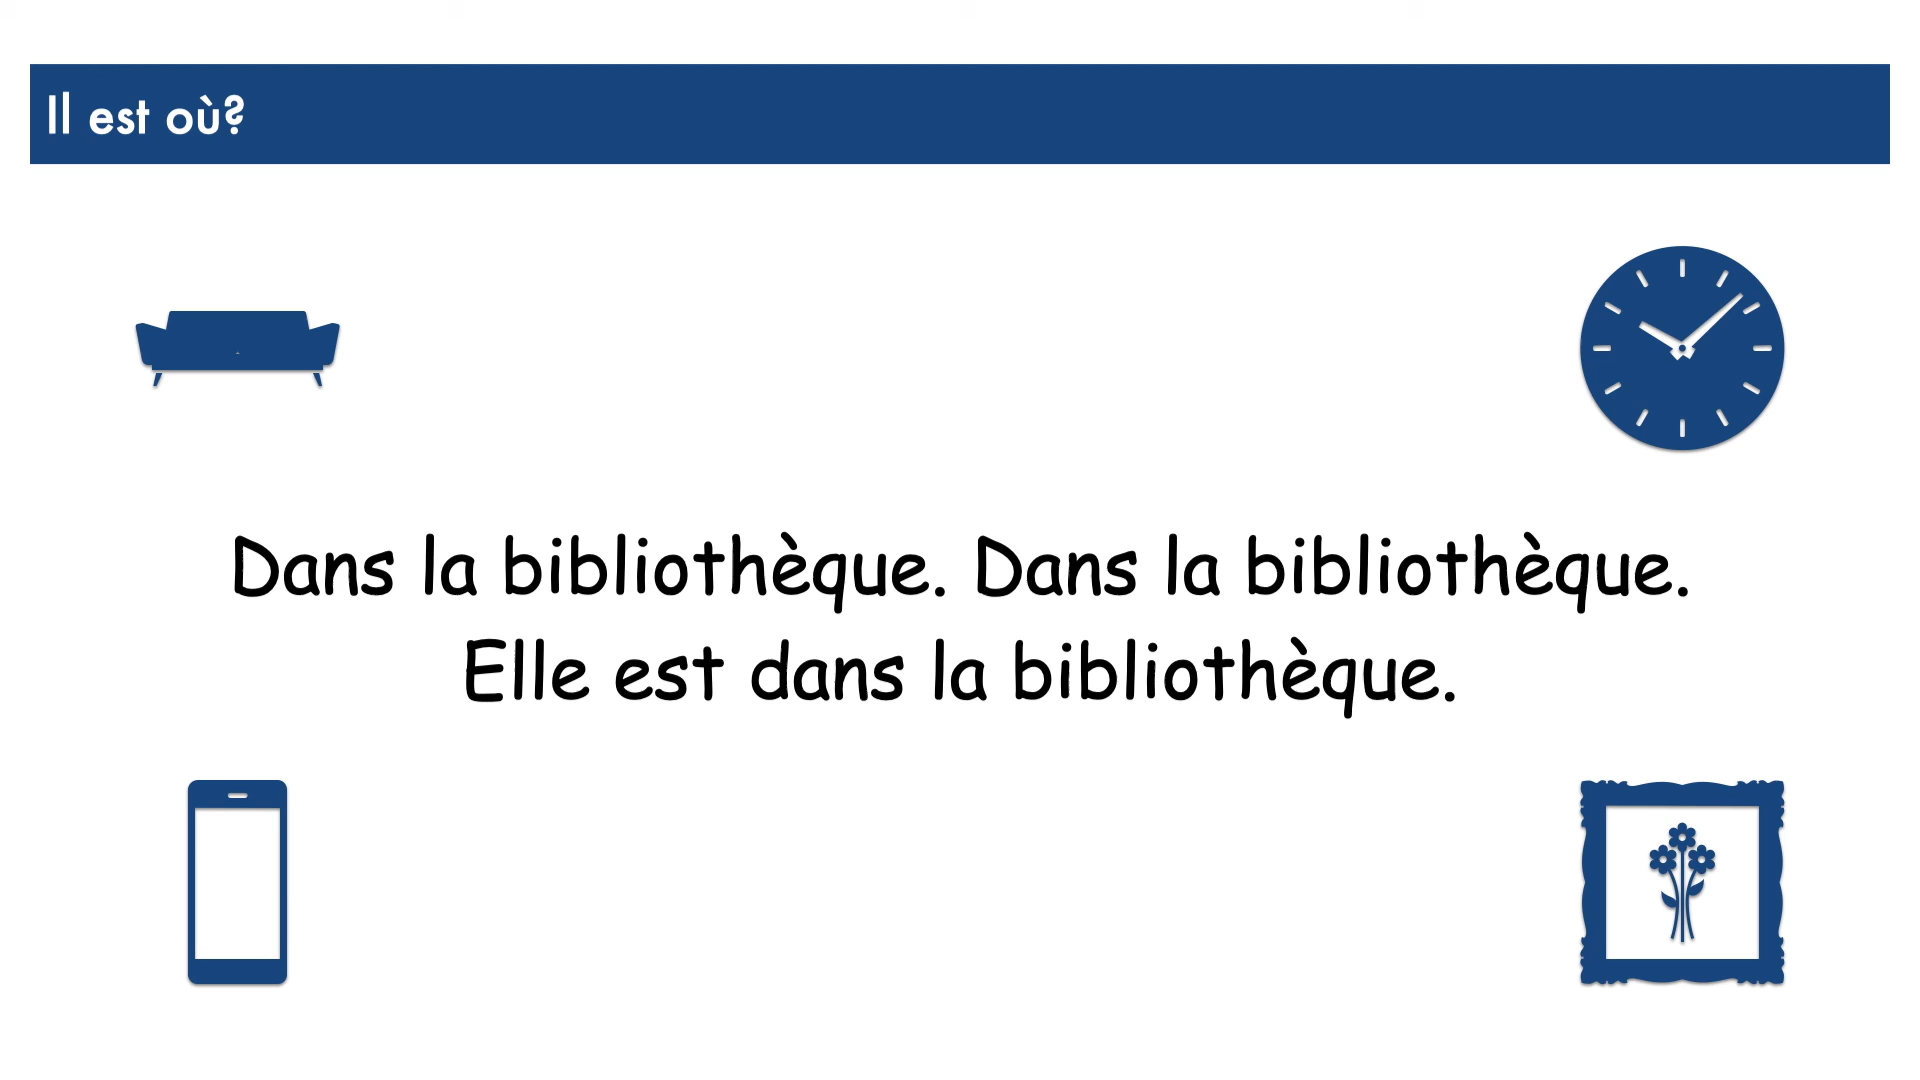 Il est où?
Dans la bibliothèque. Dans la bibliothèque.
Elle est dans la bibliothèque.